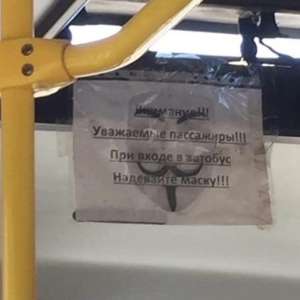 Внимание!!!
Уважаемые пассажиры!!!
При входе в автобус
Надевайте маску!!!